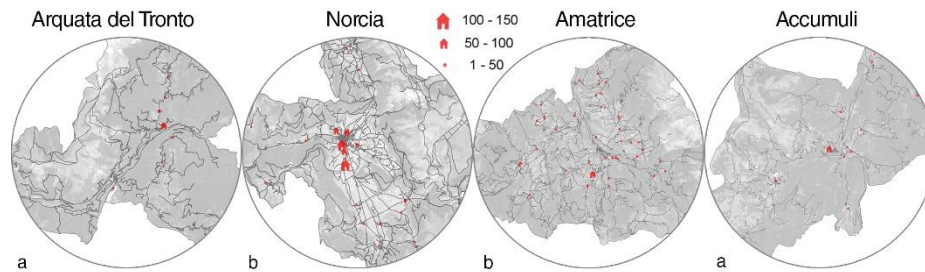 Arquata del Tronto
Norcia
100 - 150
50 - 100
1 - 50
Amatrice
Accumuli
a
b
b
a